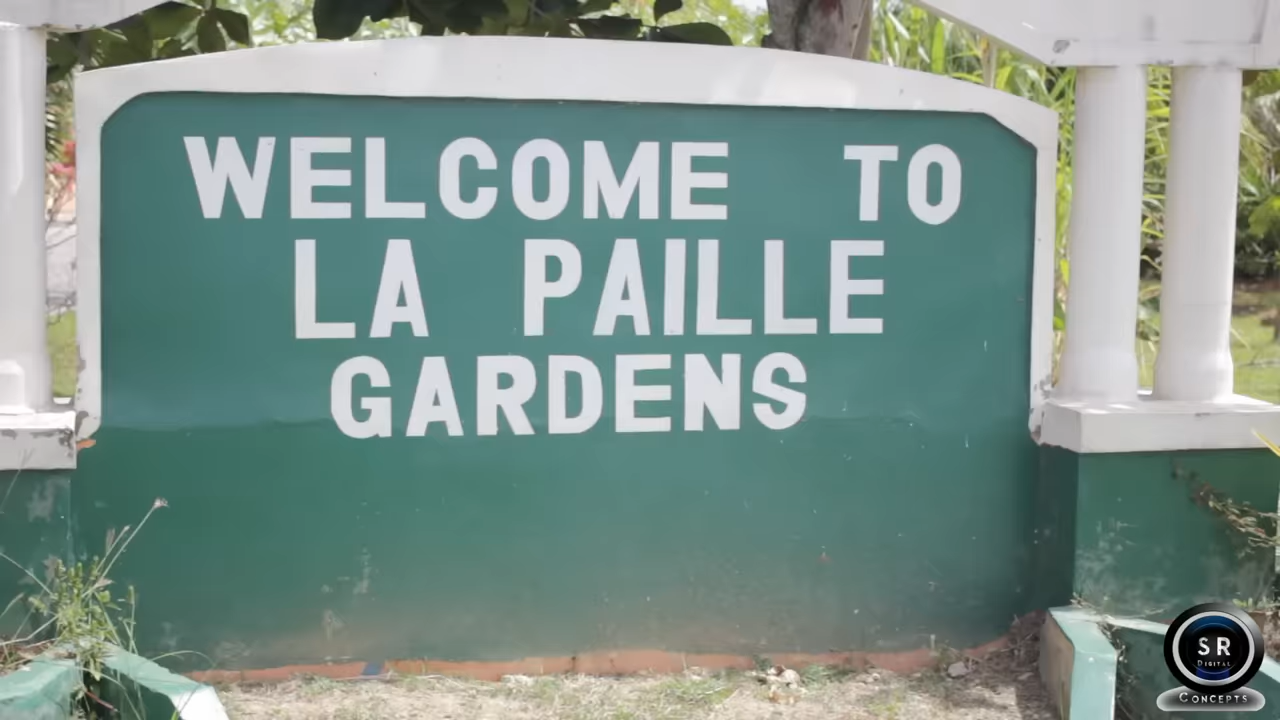 WELCOME TO
LA PAILLE
GARDENS
SR
DIGITAL
CONCEPTS